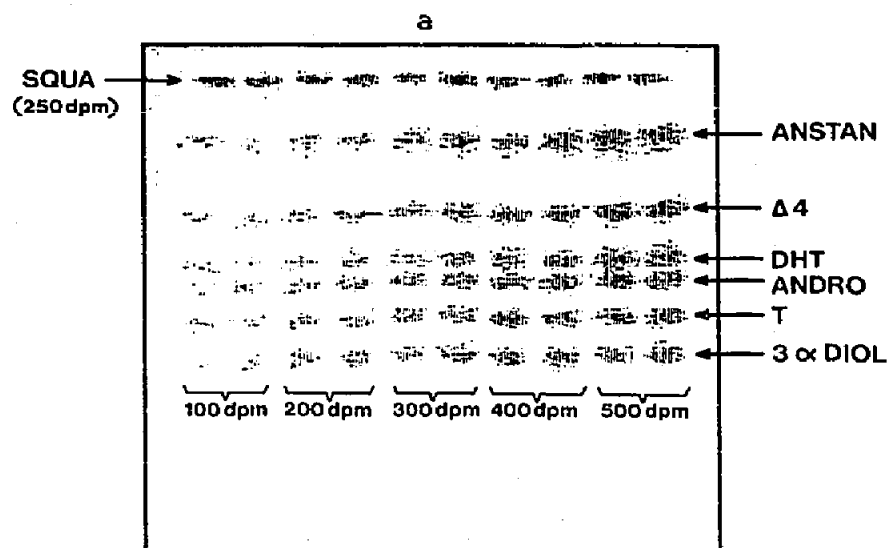 a
SQUA
(250dpm)
ANSTAN
Δ4
DHT
ANDRO
T
3 α DIOL
100dpm 200dpm 300dpm 400dpm 500dpm